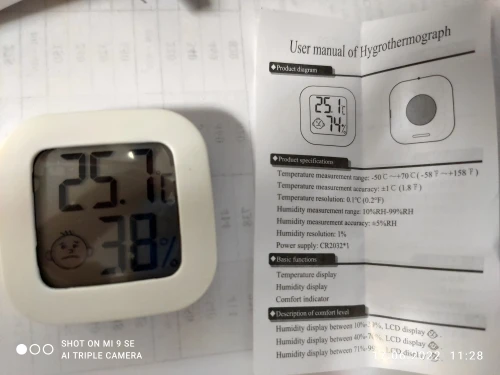 User manual of Hygrothermograph
◆Product diagram
25.1℃
74%
◆Product specifications
Temperature measurement range: -50℃~+70℃(-58℉~+158℉)
Temperature measurement accuracy: ±1℃(1.8℉)
Temperature resolution: 0.1℃(0.2℉)
Humidity measurement range: 10%RH-99%RH
Humidity measurement accuracy: ±5%RH
Humidity resolution: 1%
Power supply: CR2032*1
◆Basic functions
Temperature display
Humidity display
Comfort indicator
◆Description of comfort level
Humidity display between 10%- LCD display
Humidity display between 40%- LCD display
Humidity display between 71%- LCD
25.7
38%
SHOT ON MI 9 SE
AI TRIPLE CAMERA
2022 11:28